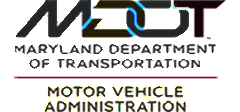 MDOT
MARYLAND DEPARTMENT
OF TRANSPORTATION
MOTOR VEHICLE
ADMINISTRATION